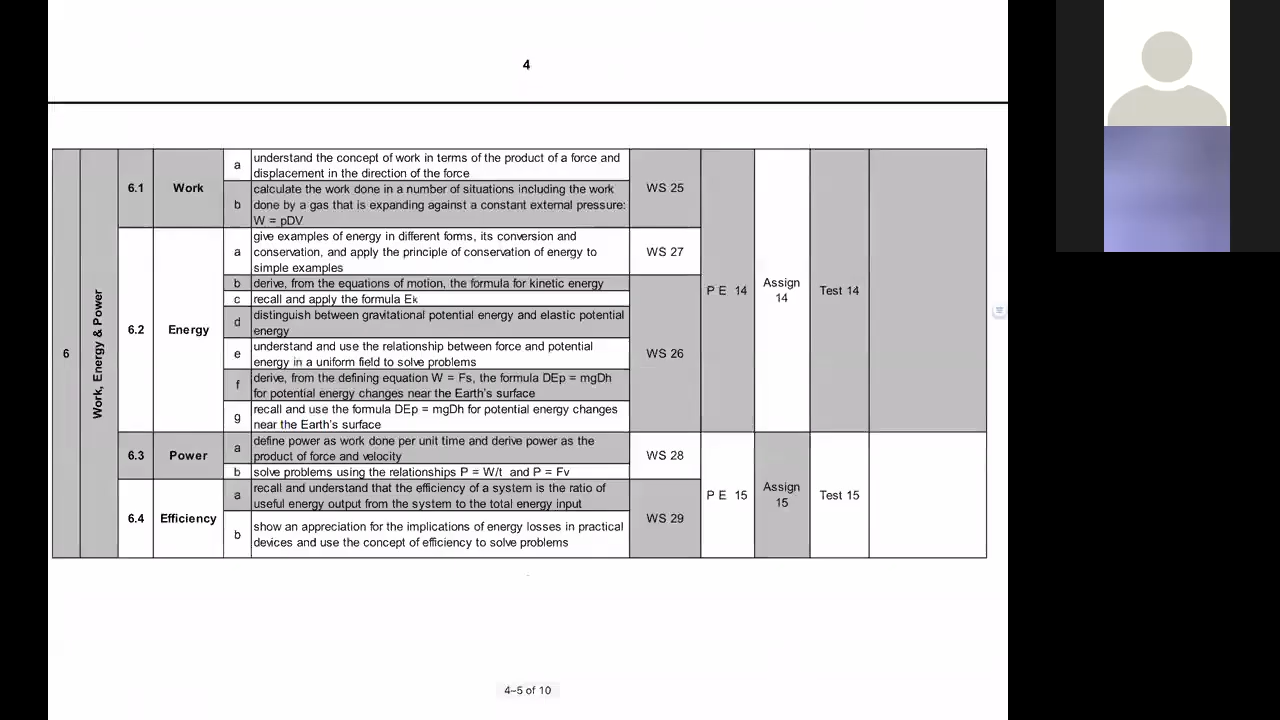 4
6
Work, Energy & Power
6.1
Work
a
understand the concept of work in terms of the product of a force and
displacement in the direction of the force
b
calculate the work done in a number of situations including the work
done by a gas that is expanding against a constant external pressure:
W = pDV
WS 25
6.2
Energy
a
give examples of energy in different forms, its conversion and
conservation, and apply the principle of conservation of energy to
simple examples
WS 27
b
derive, from the equations of motion, the formula for kinetic energy
c
recall and apply the formula Ek
d
distinguish between gravitational potential energy and elastic potential
energy
e
understand and use the relationship between force and potential
energy in a uniform field to solve problems
f
derive, from the defining equation W = Fs, the formula DEp = mgDh
for potential energy changes near the Earth's surface
g
recall and use the formula DEp = mgDh for potential energy changes
near the Earth's surface
WS 26
P E 14
Assign
14
Test 14
6.3
Power
a
define power as work done per unit time and derive power as the
product of force and velocity
b
solve problems using the relationships P = W/t and P = Fv
WS 28
6.4
Efficiency
a
recall and understand that the efficiency of a system is the ratio of
useful energy output from the system to the total energy input
b
show an appreciation for the implications of energy losses in practical
devices and use the concept of efficiency to solve problems
WS 29
P E 15
Assign
15
Test 15
4~5 of 10